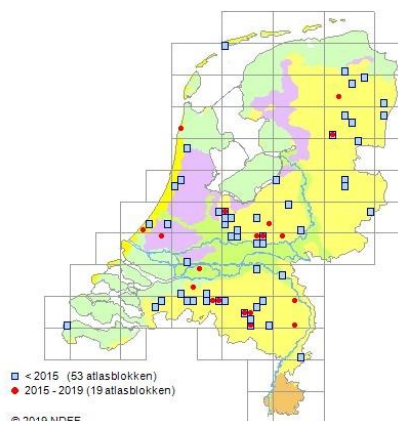 < 2015 (53 atlasblokken)
2015 - 2019 (19 atlasblokken)
© 2019 NDFF